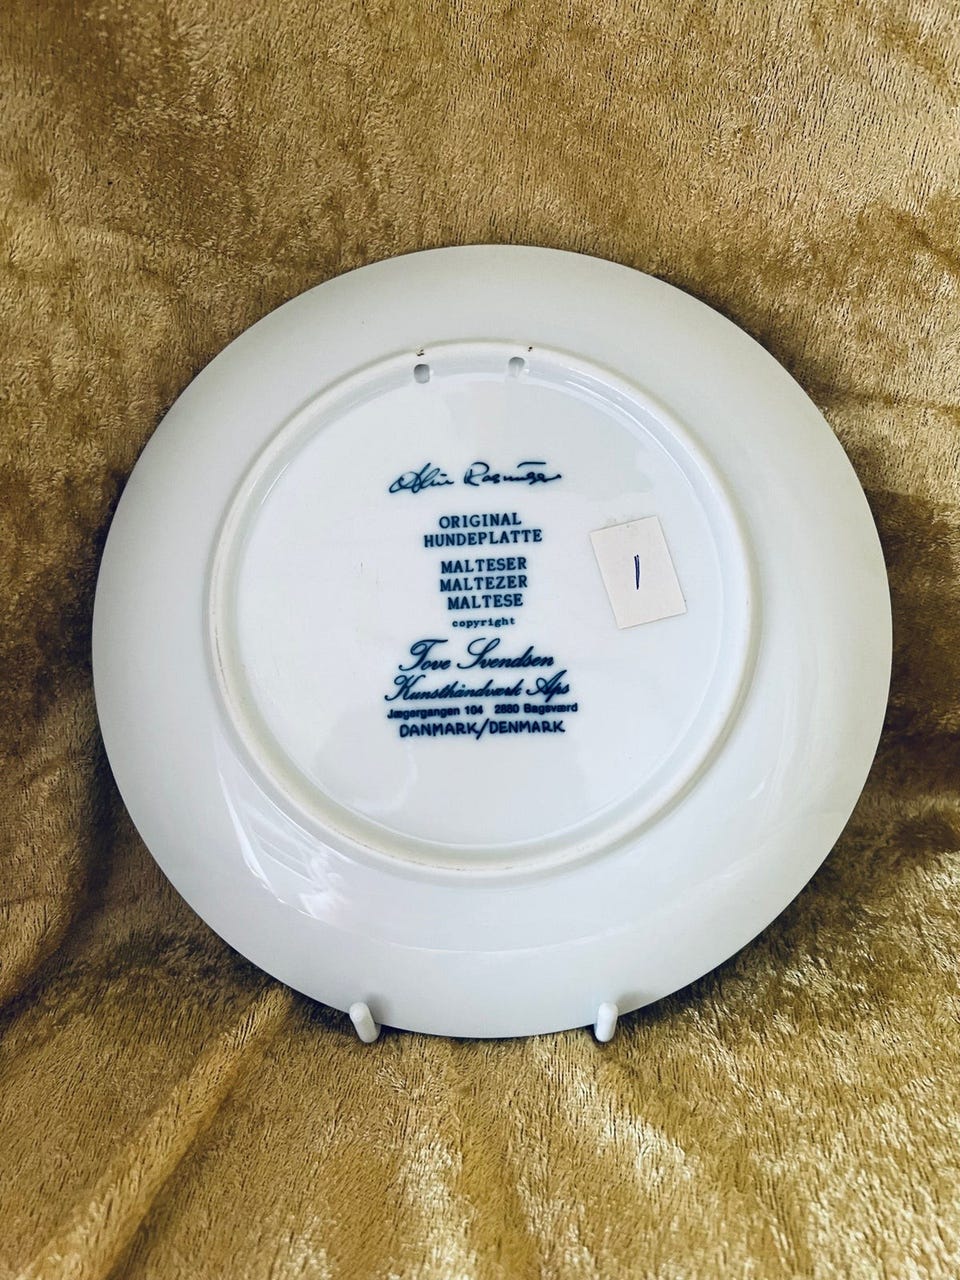 ORIGINAL
HUNDEPLATTE
MALTESER
MALTEZER
MALTESE
copyright
Tove Svendsen
Kunsthåndværk Aps
Jægergangen 104 2880 Bagsværd
DANMARK/DENMARK
1